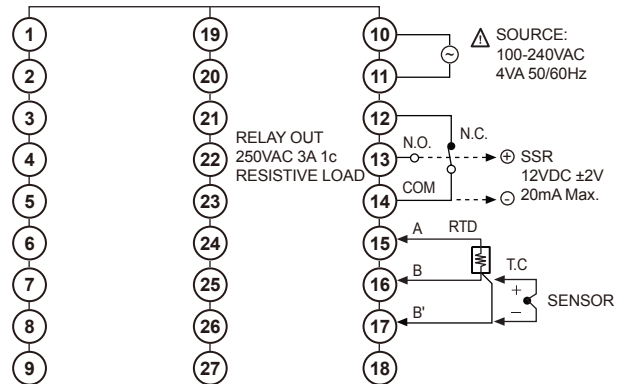 1 19 10
2 20 11
3 21 12
4 22 13
5 23 14
6 24 15
7 25 16
8 26 17
9 27 18
SOURCE:
100-240VAC
4VA 50/60Hz
RELAY OUT
250VAC 3A 1c
RESISTIVE LOAD
N.O.
N.C.
COM
+ SSR
12VDC ±2V
- 20mA Max.
A RTD
B T.C
B'
+
−
SENSOR
~
!